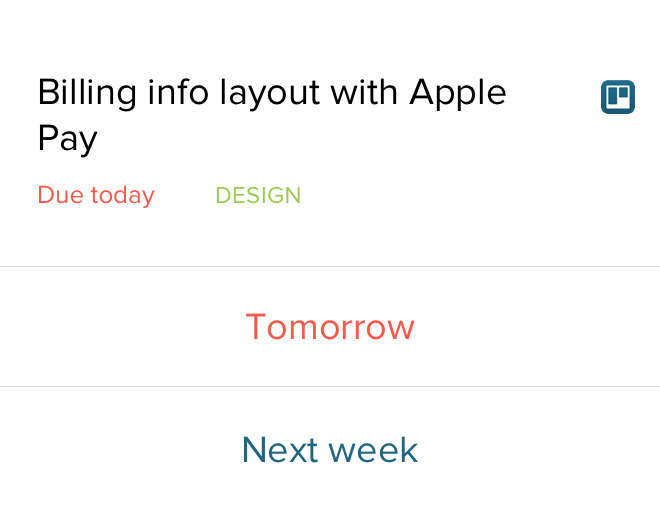 Billing info layout with Apple
Pay
Due today DESIGN
Tomorrow
Next week